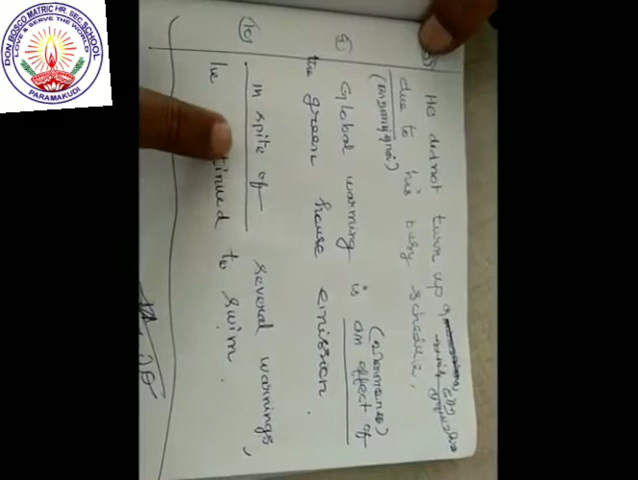 DON BOSCO MATRIC HR. SEC. SCHOOL
LOVE & SERVE THE WORLD
PARAMAKUDI
He did not turn up
due to his busy schedule.
i) Global warming is an effect of
the green house emission.
k) In spite of several warnings,
he tinued to swim.